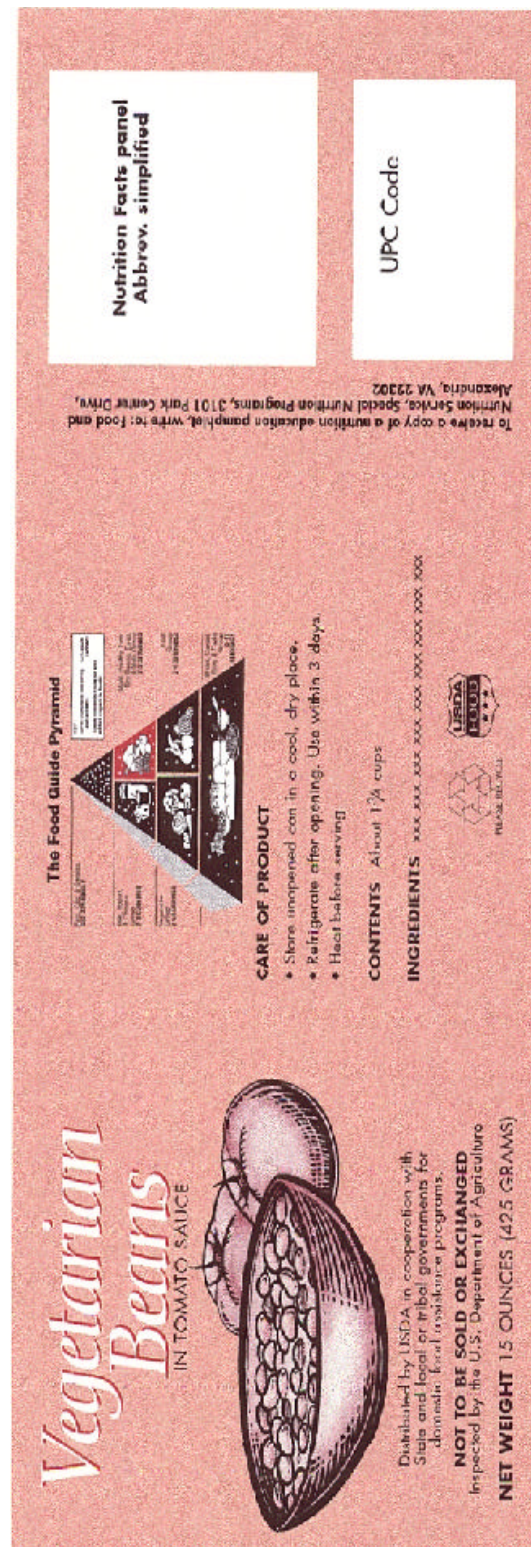 Vegetarian
Beans
IN TOMATO SAUCE
Distributed by USDA in cooperation with
State and local or tribal governments for
domestic food assistance programs.
NOT TO BE SOLD OR EXCHANGED
Inspected by the U.S. Department of Agriculture
NET WEIGHT 15 OUNCES (425 GRAMS)
The Food Guide Pyramid
CARE OF PRODUCT
• Store unopened can in a cool, dry place.
• Refrigerate after opening. Use within 3 days.
• Heat before serving
CONTENTS About 1¾ cups
INGREDIENTS xxx xxx xxx xxx xxx xxx xxx xxx xxx
PLEASE RECYCLE
USDA
FOOD
To receive a copy of a nutrition education pamphlet, write to: Food and
Nutrition Service, Special Nutrition Programs, 3101 Park Center Drive,
Alexandria, VA 22302
Nutrition Facts panel
Abbrev. simplified
UPC Code